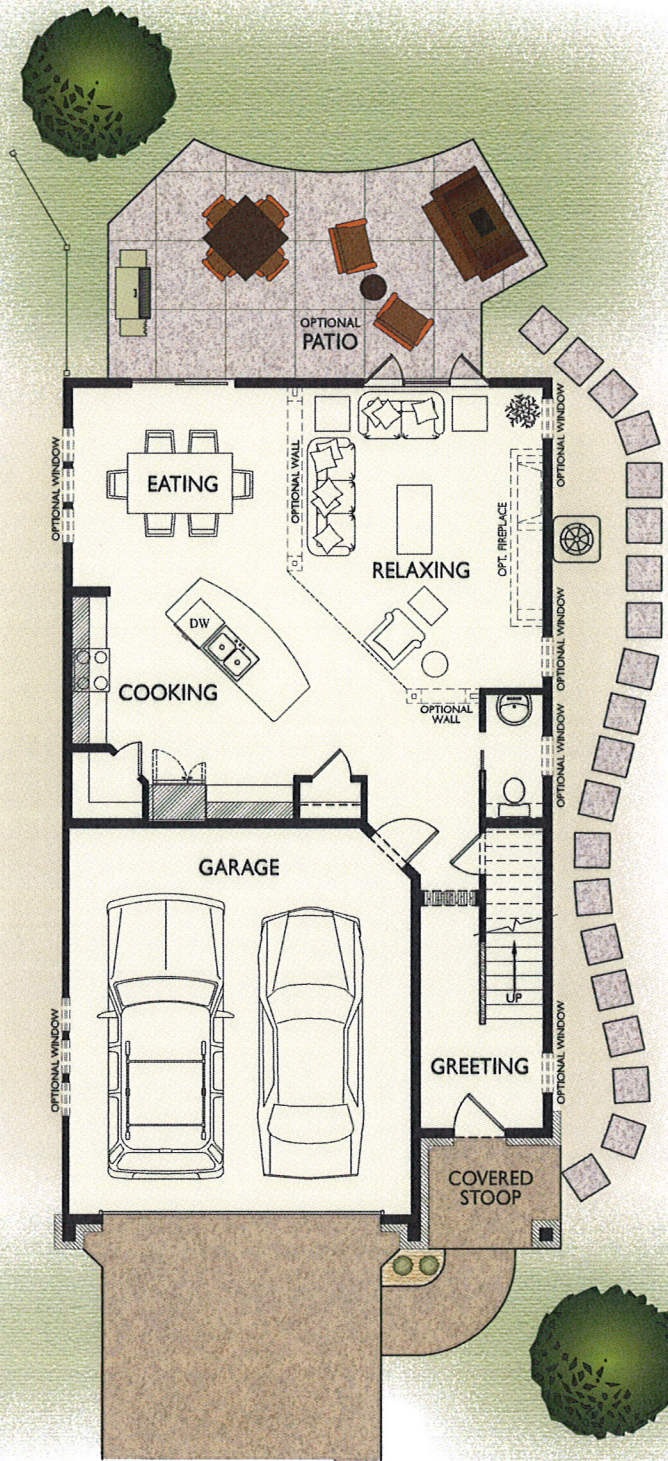 OPTIONAL
PATIO
OPTIONAL WINDOW
OPTIONAL WINDOW
OPTIONAL WALL
EATING
RELAXING
OPT. FIREPLACE
DW
COOKING
OPTIONAL WINDOW
OPTIONAL
WALL
OPTIONAL WINDOW
GARAGE
UP
OPTIONAL WINDOW
OPTIONAL WINDOW
GREETING
COVERED
STOOP